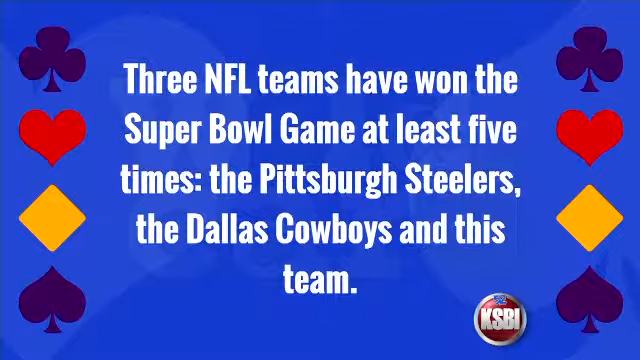 Three NFL teams have won the
Super Bowl Game at least five
times: the Pittsburgh Steelers,
the Dallas Cowboys and this
team.
52
KSBI